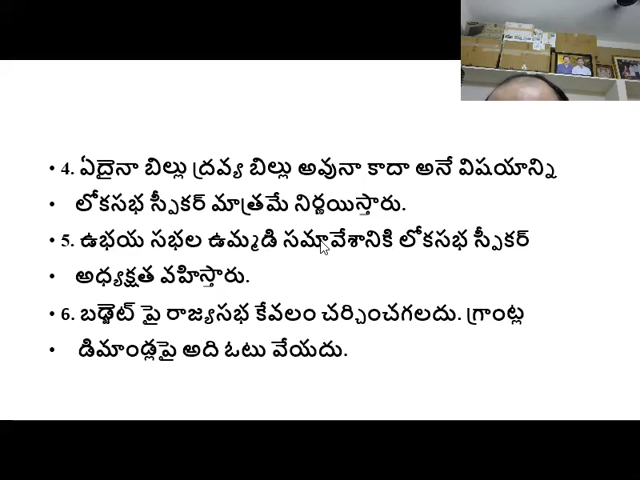 • 4. ఏదైనా బిల్లు ద్రవ్య బిల్లు అవునా కాదా అనే విషయాన్ని
• లోకసభ స్పీకర్ మాత్రమే నిర్ణయిస్తారు.
• 5. ఉభయ సభల ఉమ్మడి సమావేశానికి లోకసభ స్పీకర్
• అధ్యక్షత వహిస్తారు.
• 6. బడ్జెట్ పై రాజ్యసభ కేవలం చర్చించగలదు. గ్రాంట్ల
• డిమాండ్లపై అది ఓటు వేయదు.